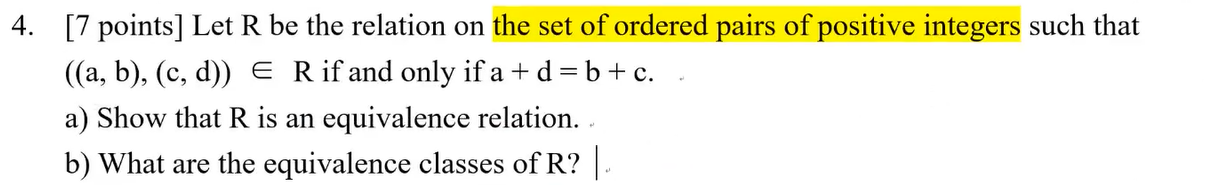 4. [7 points] Let R be the relation on the set of ordered pairs of positive integers such that
((a, b), (c, d)) ∈ R if and only if a + d = b + c.
a) Show that R is an equivalence relation.
b) What are the equivalence classes of R?